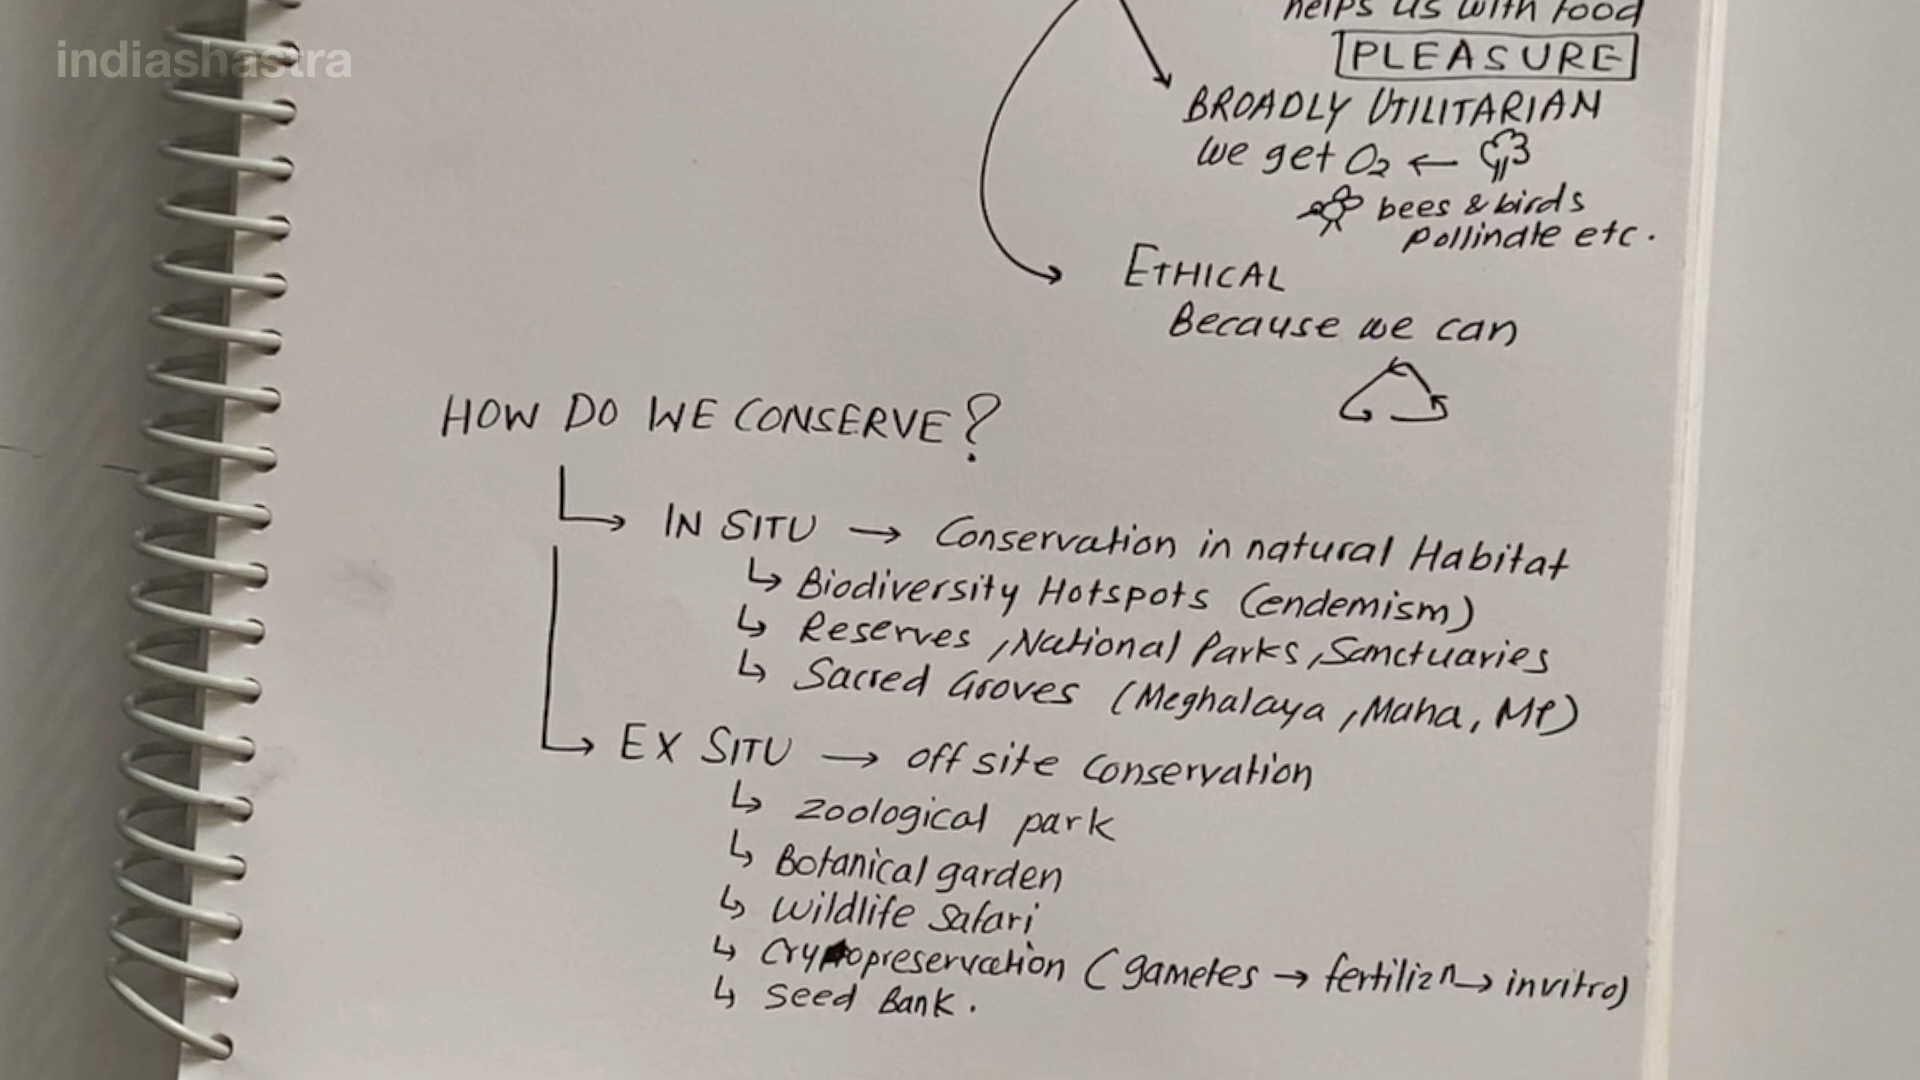 indiashastra
helps us with food
PLEASURE
BROADLY UTILITARIAN
we get O2 ←
bees & birds
pollinate etc.
ETHICAL
Because we can
HOW DO WE CONSERVE?
IN SITU → Conservation in natural Habitat
↳ Biodiversity Hotspots (endemism)
↳ Reserves, National Parks, Sanctuaries
↳ Sacred Groves (Meghalaya, Maha, MP)
EX SITU → off site conservation
↳ zoological park
↳ Botanical garden
↳ wildlife safari
↳ Cryopreservation (gametes → fertilizn → invitro)
↳ seed Bank.